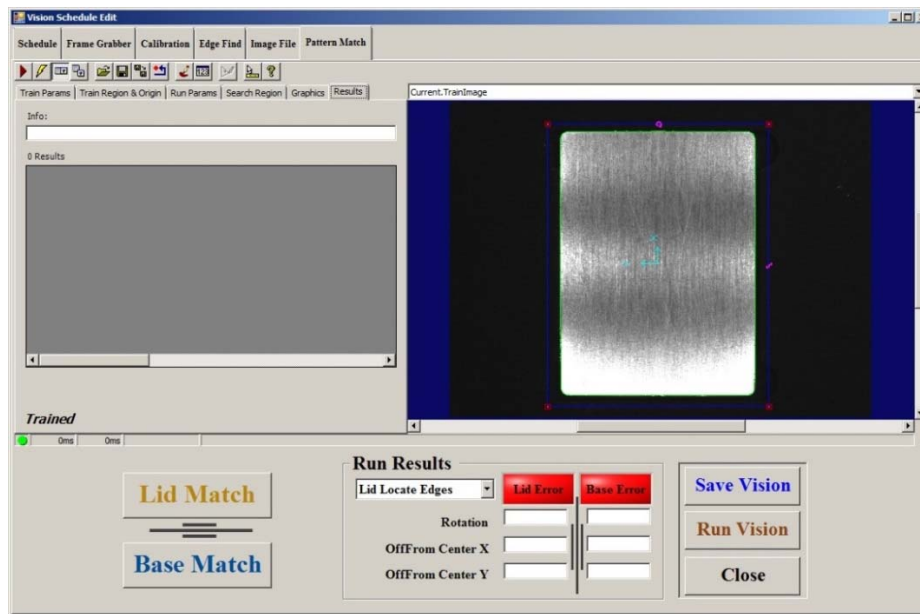 Vision Schedule Edit
Schedule Frame Grabber Calibration Edge Find Image File Pattern Match
Train Params Train Region & Origin Run Params Search Region Graphics Results
Current.TrainImage
Info:
0 Results
Trained
0ms 0ms
Run Results
Lid Match
Lid Locate Edges Lid Error Base Error
Save Vision
Rotation
Run Vision
OffFrom Center X
Base Match
OffFrom Center Y
Close